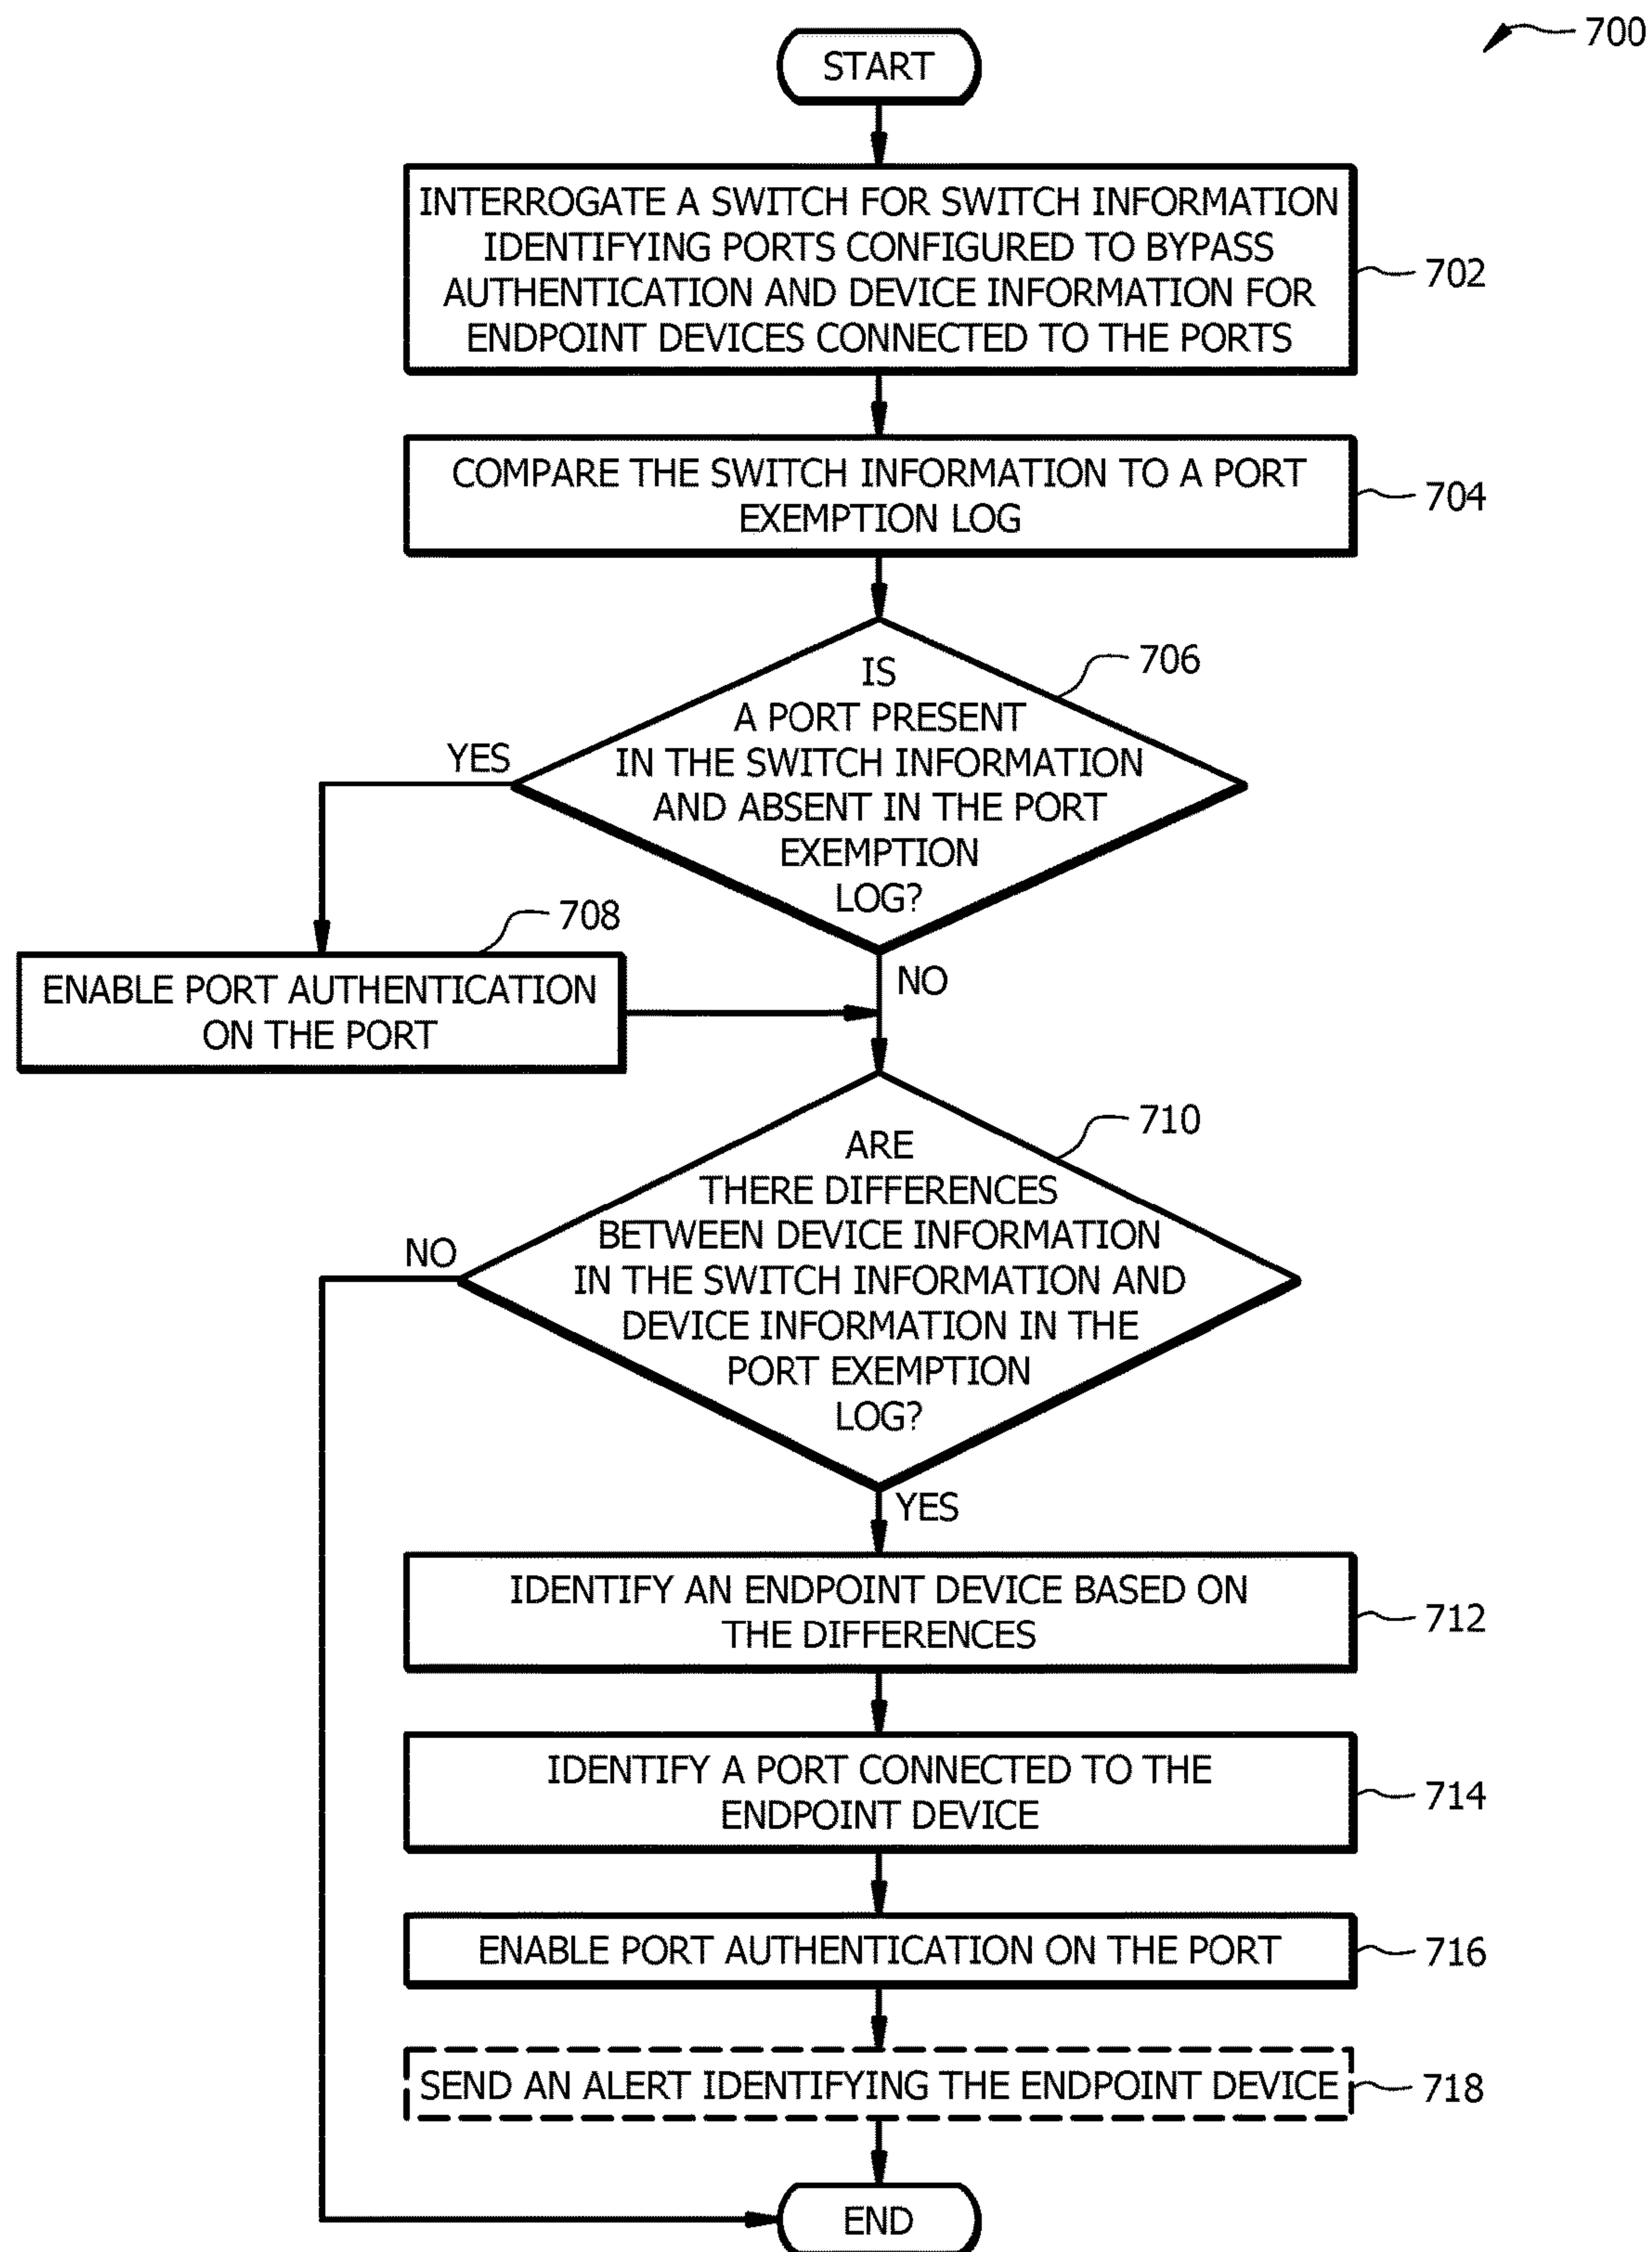 700
START
INTERROGATE A SWITCH FOR SWITCH INFORMATION
IDENTIFYING PORTS CONFIGURED TO BYPASS
AUTHENTICATION AND DEVICE INFORMATION FOR
ENDPOINT DEVICES CONNECTED TO THE PORTS
702
COMPARE THE SWITCH INFORMATION TO A PORT
EXEMPTION LOG
704
706
IS
A PORT PRESENT
IN THE SWITCH INFORMATION
AND ABSENT IN THE PORT
EXEMPTION
LOG?
YES
NO
708
ENABLE PORT AUTHENTICATION
ON THE PORT
710
ARE
THERE DIFFERENCES
BETWEEN DEVICE INFORMATION
IN THE SWITCH INFORMATION AND
DEVICE INFORMATION IN THE
PORT EXEMPTION
LOG?
NO
YES
IDENTIFY AN ENDPOINT DEVICE BASED ON
THE DIFFERENCES
712
IDENTIFY A PORT CONNECTED TO THE
ENDPOINT DEVICE
714
ENABLE PORT AUTHENTICATION ON THE PORT
716
SEND AN ALERT IDENTIFYING THE ENDPOINT DEVICE
718
END